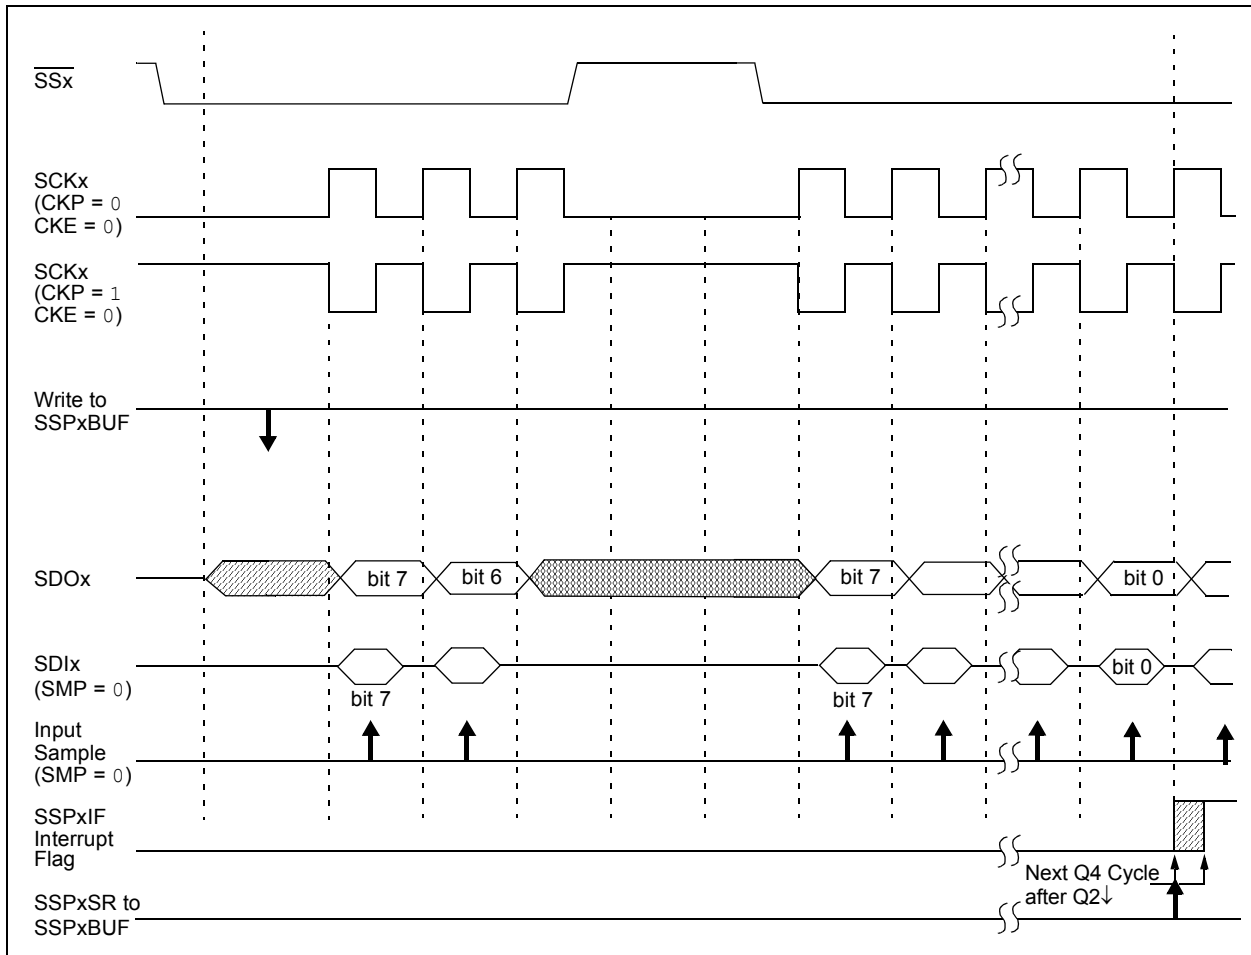 SSx
SCKx
(CKP = 0
CKE = 0)
SCKx
(CKP = 1
CKE = 0)
Write to
SSPxBUF
SDOx
bit 7
bit 6
bit 7
bit 0
SDIx
(SMP = 0)
bit 7
bit 7
bit 0
Input
Sample
(SMP = 0)
SSPxIF
Interrupt
Flag
Next Q4 Cycle
after Q2↓
SSPxSR to
SSPxBUF